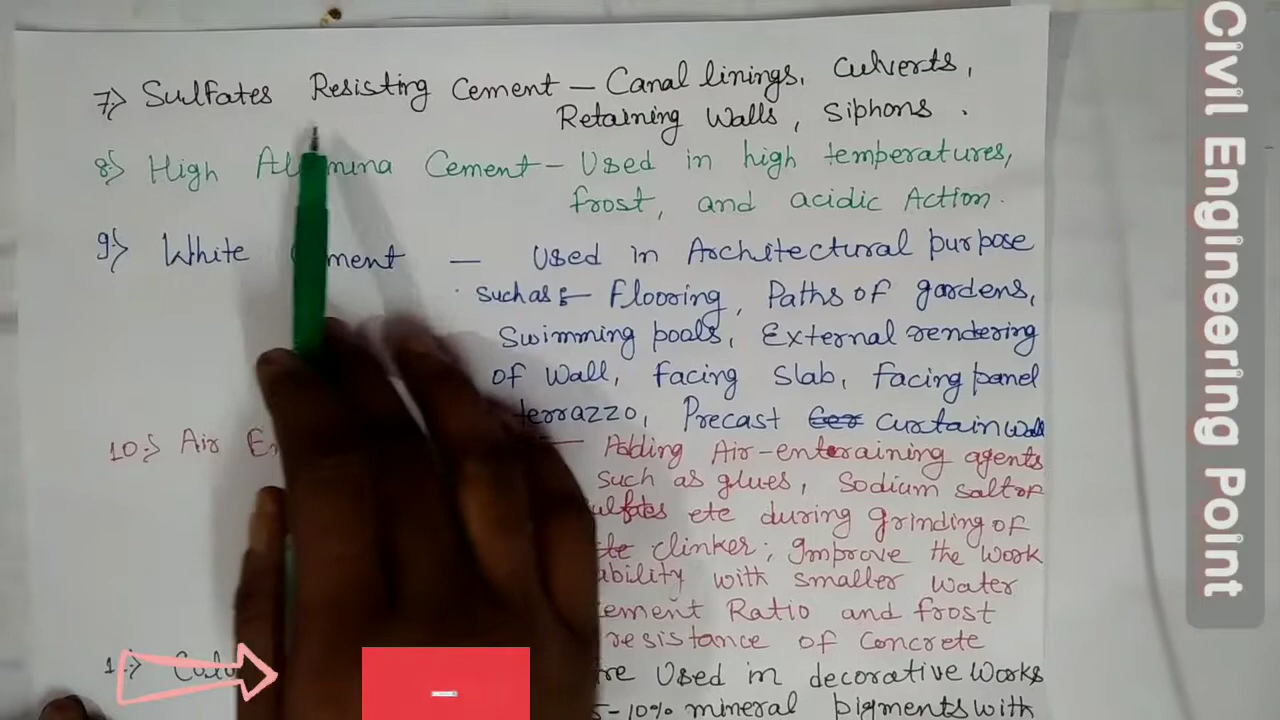 7:> Sulfates Resisting Cement – Canal linings, Culverts,
Retaining Walls, Siphons.
8:> High Al mina Cement – Used in high temperatures,
frost, and acidic Action.
9:> White ment – Used in Architectural purpose
such as :- Flooring, Paths of gardens,
Swimming pools, External rendering
of Wall, facing slab, facing panel
terrazzo, Precast curtain wall
10:> Air En – Adding Air-entraining agents
such as glues, Sodium salt of
ulfates etc during grinding of
clinker; Improve the work
ability with smaller water
ement Ratio and frost
resistance of concrete
Used in decorative works
5-10% mineral pigments with
Civil Engineering Point